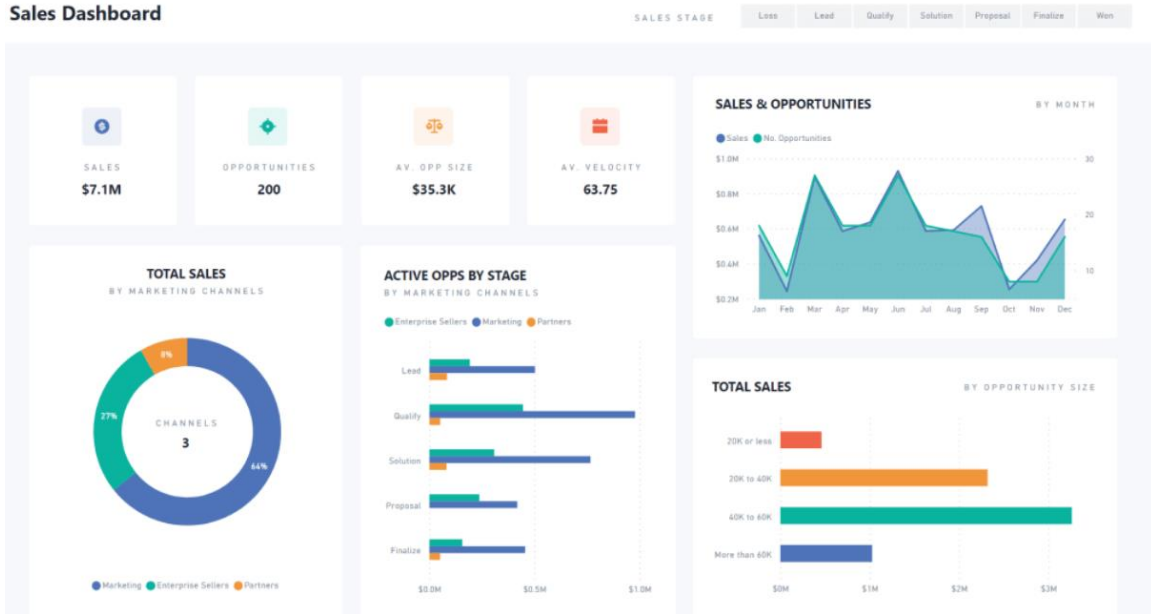 Sales Dashboard
SALES STAGE
Loss Lead Qualify Solution Proposal Finalize Won
SALES
$7.1M
OPPORTUNITIES
200
AV. OPP SIZE
$35.3K
AV. VELOCITY
63.75
SALES & OPPORTUNITIES
BY MONTH
Sales No. Opportunities
$1.0M
$0.8M
$0.6M
$0.4M
$0.2M
30
20
10
Jan Feb Mar Apr May Jun Jul Aug Sep Oct Nov Dec
TOTAL SALES
BY MARKETING CHANNELS
8%
27%
64%
CHANNELS
3
Marketing Enterprise Sellers Partners
ACTIVE OPPS BY STAGE
BY MARKETING CHANNELS
Enterprise Sellers Marketing Partners
Lead
Qualify
Solution
Proposal
Finalize
$0.0M $0.5M $1.0M
TOTAL SALES
BY OPPORTUNITY SIZE
20K or less
20K to 40K
40K to 60K
More than 60K
$0M $1M $2M $3M